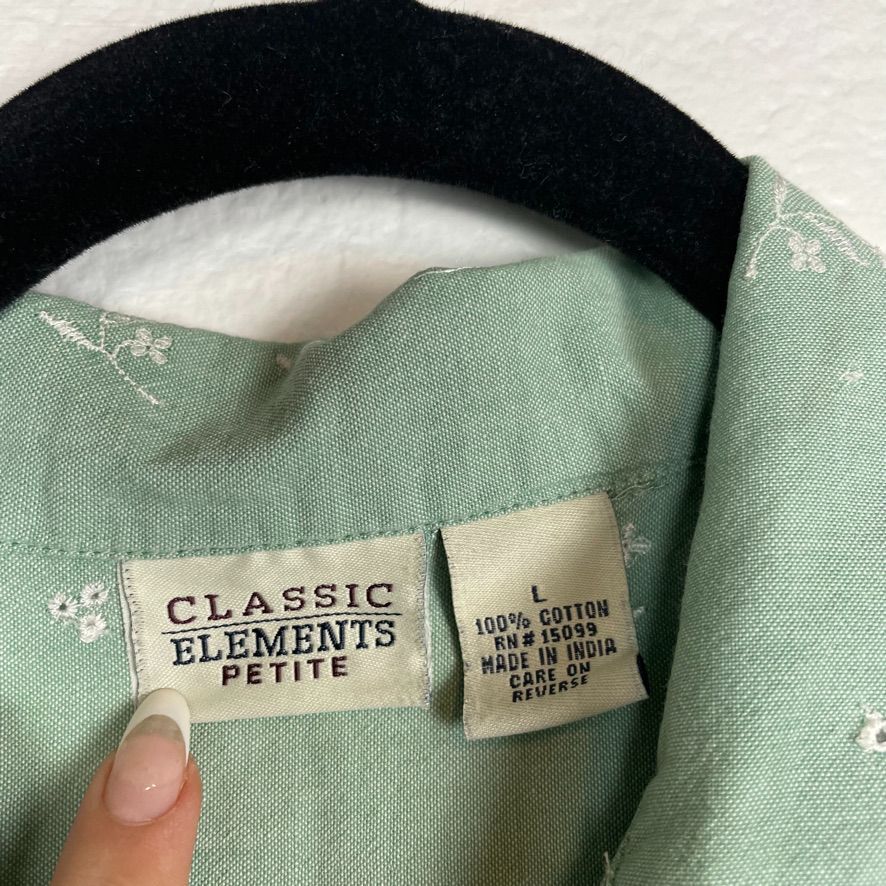 CLASSIC
ELEMENTS
PETITE
L
100% COTTON
RN# 15099
MADE IN INDIA
CARE ON
REVERSE